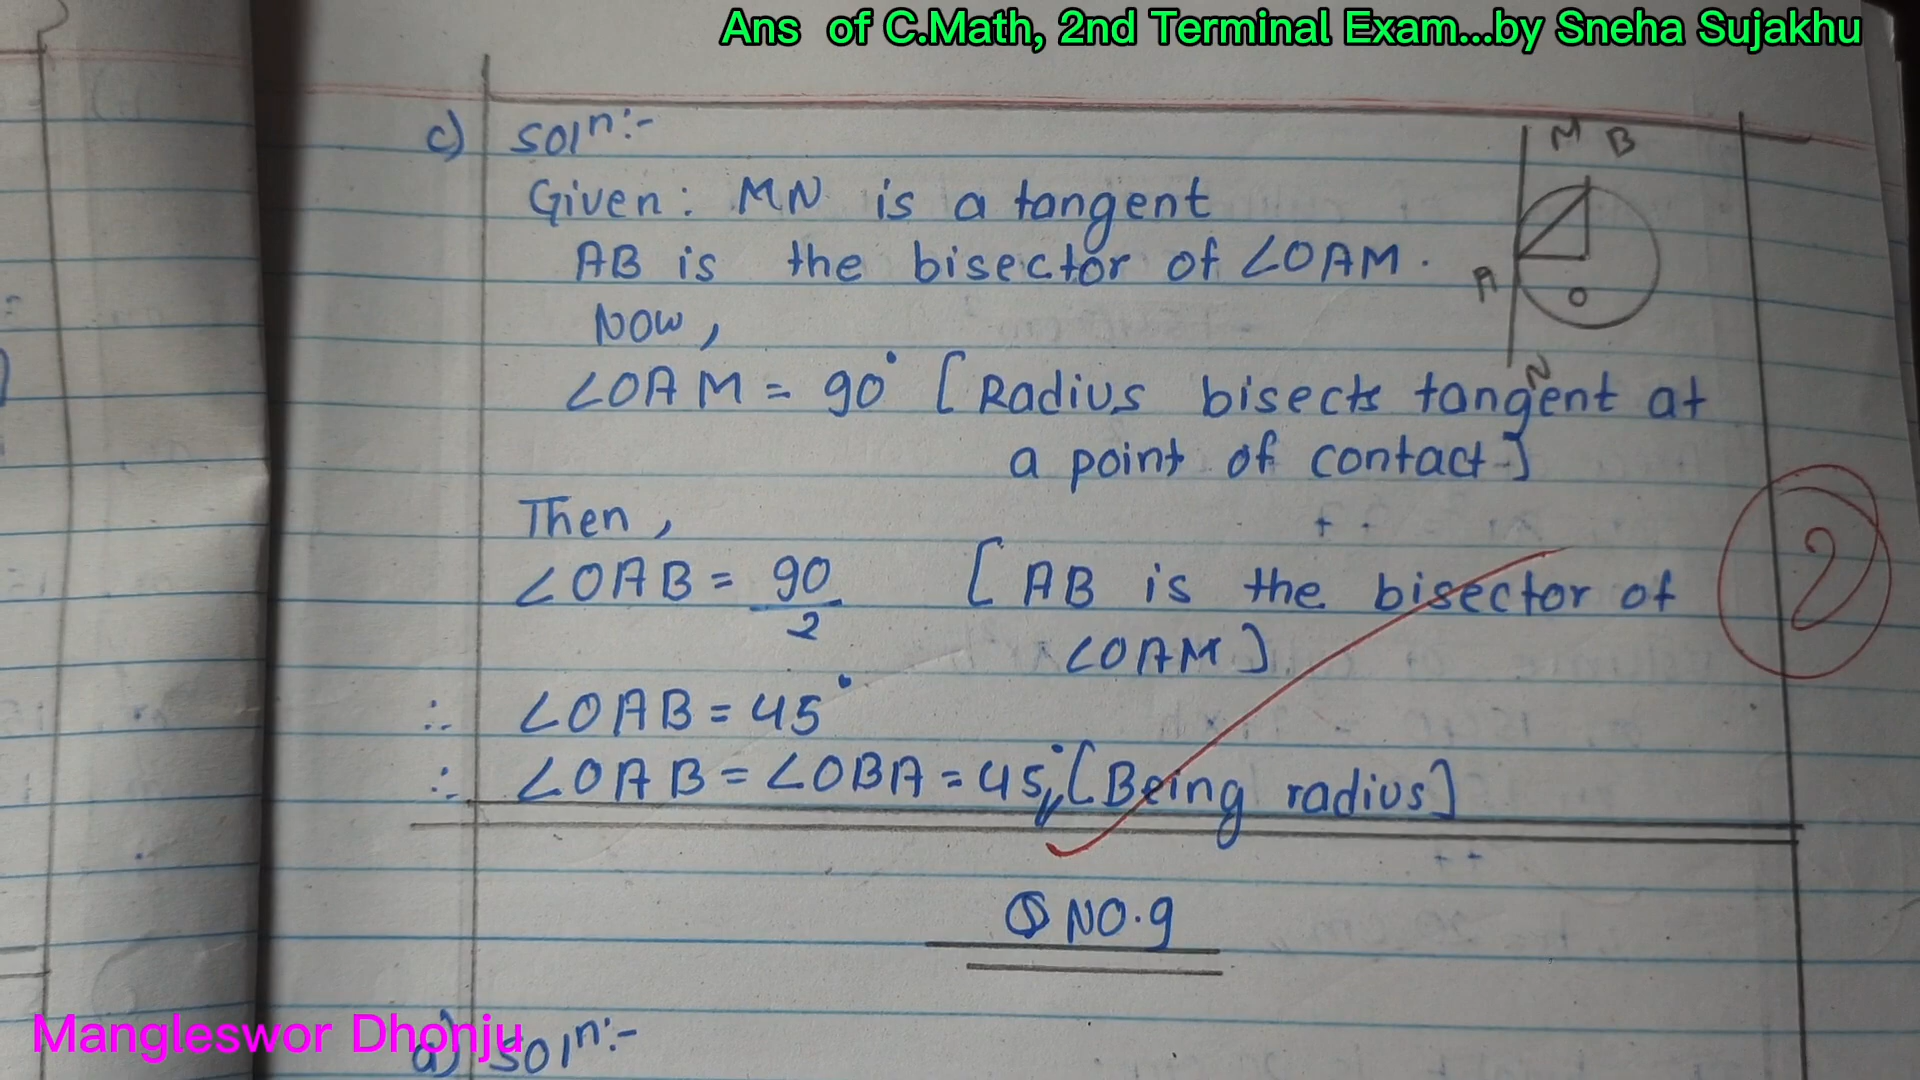 Ans of C.Math, 2nd Terminal Exam...by Sneha Sujakhu
c) solⁿ:-
Given: MN is a tangent
AB is the bisector of ∠OAM.
Now,
∠OAM = 90° [Radius bisects tangent at
a point of contact]
Then,
∠OAB = 90/2 [AB is the bisector of
∠OAM]
∴ ∠OAB = 45°
∴ ∠OAB = ∠OBA = 45° [Being radius]
M B
A
O
N
2
Q NO.9
a) solⁿ:-
Mangleswor Dhonju